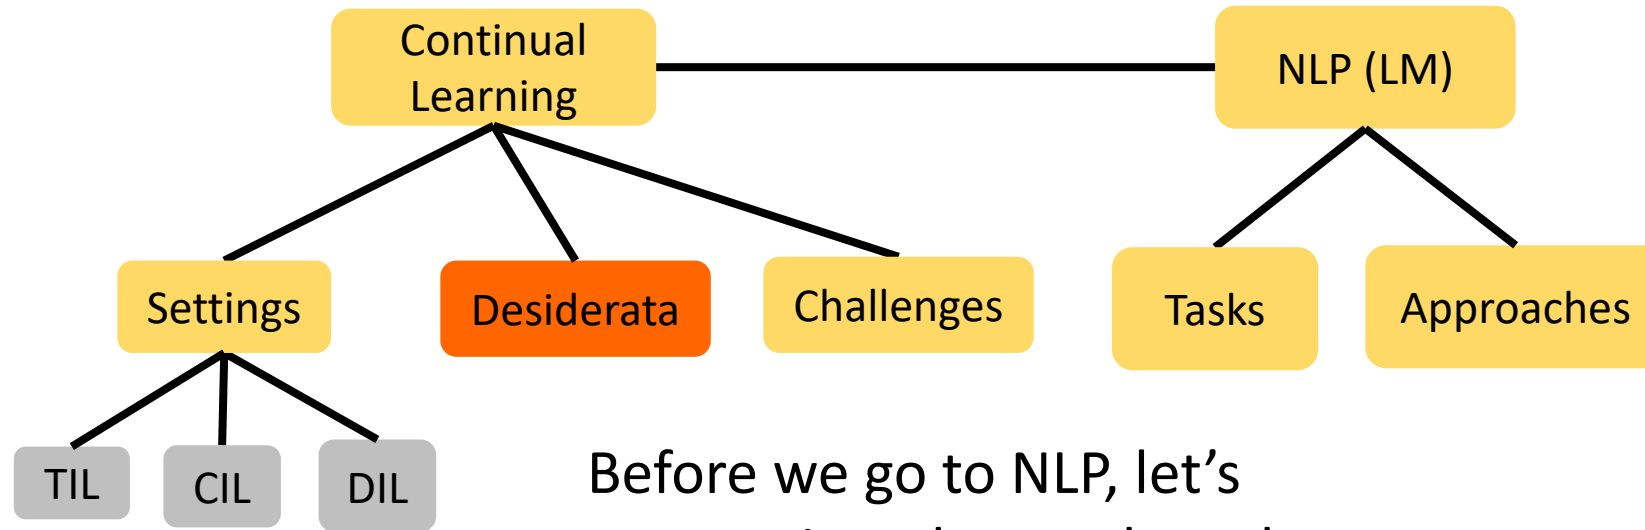 Continual
Learning
NLP (LM)
Settings
Desiderata
Challenges
Tasks
Approaches
TIL
CIL
DIL
Before we go to NLP, let’s